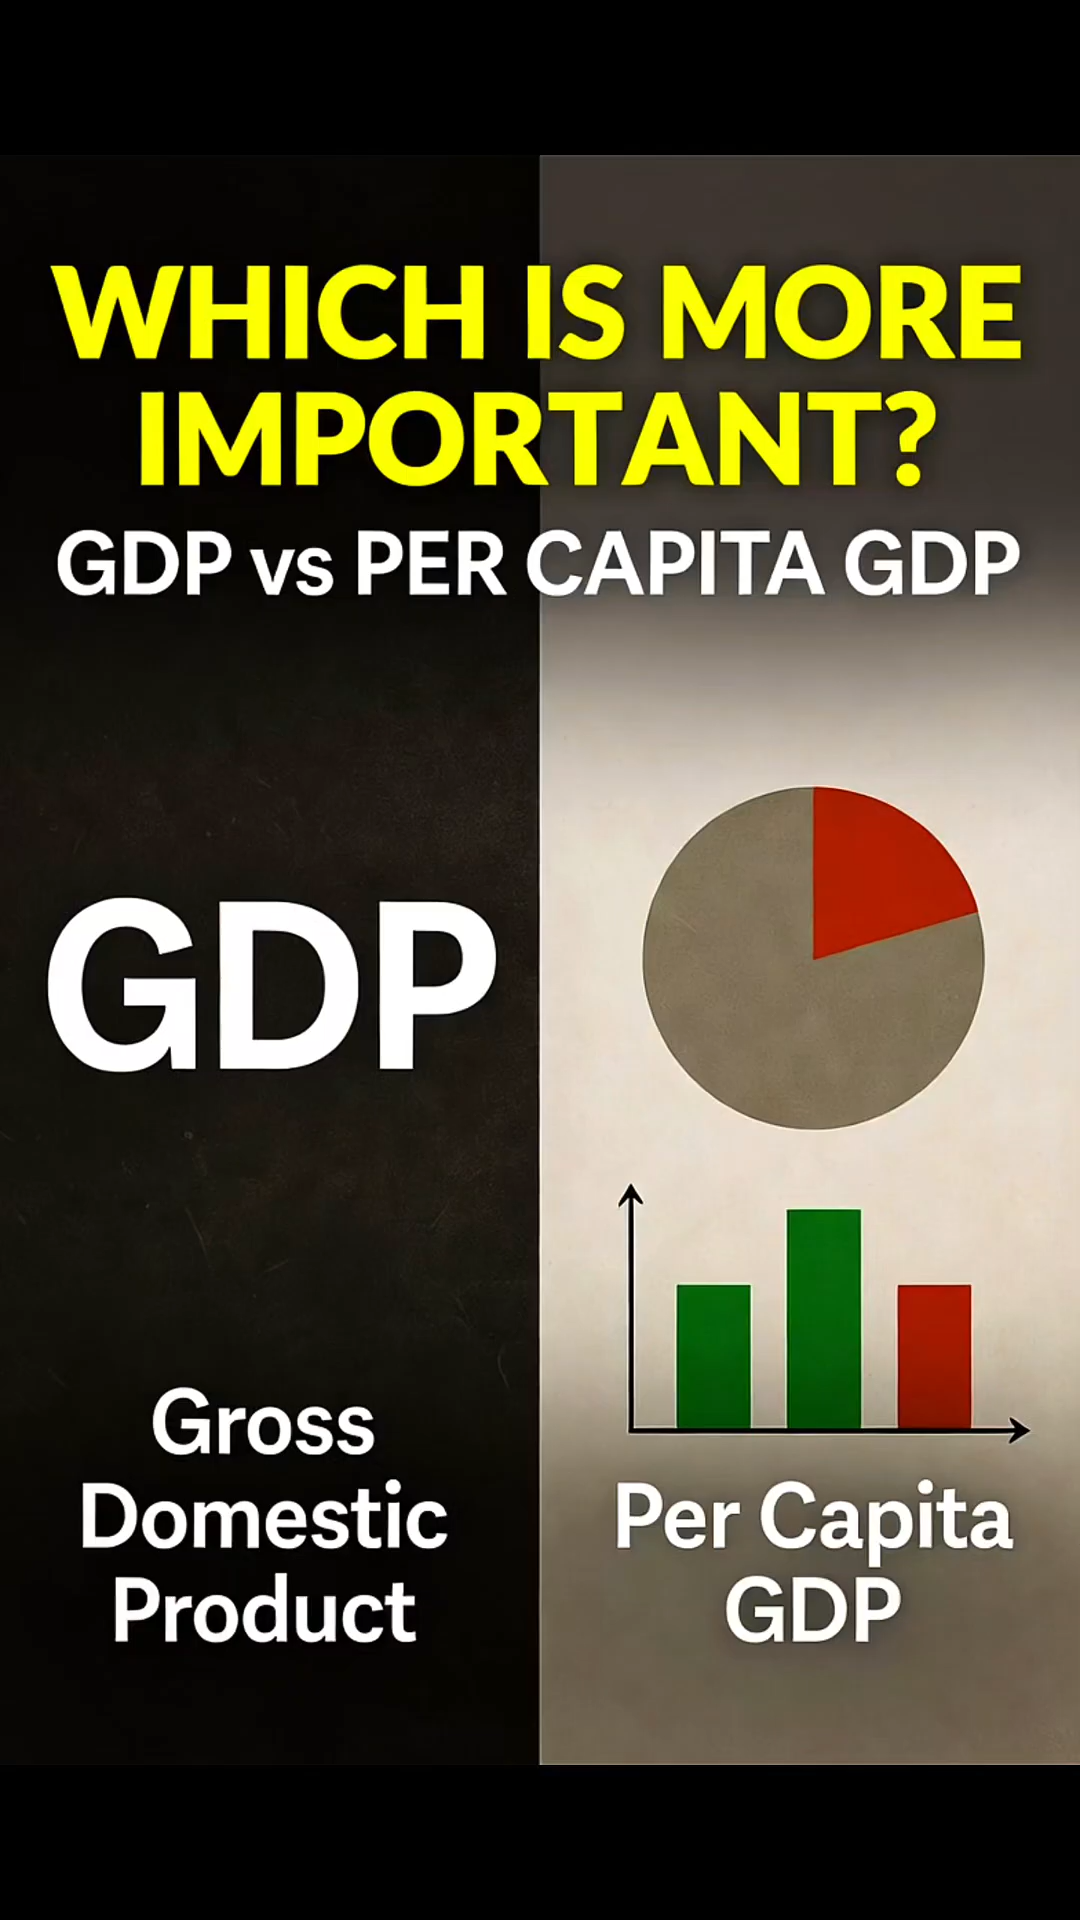 WHICH IS MORE
IMPORTANT?
GDP vs PER CAPITA GDP
GDP
Gross
Domestic
Product
Per Capita
GDP